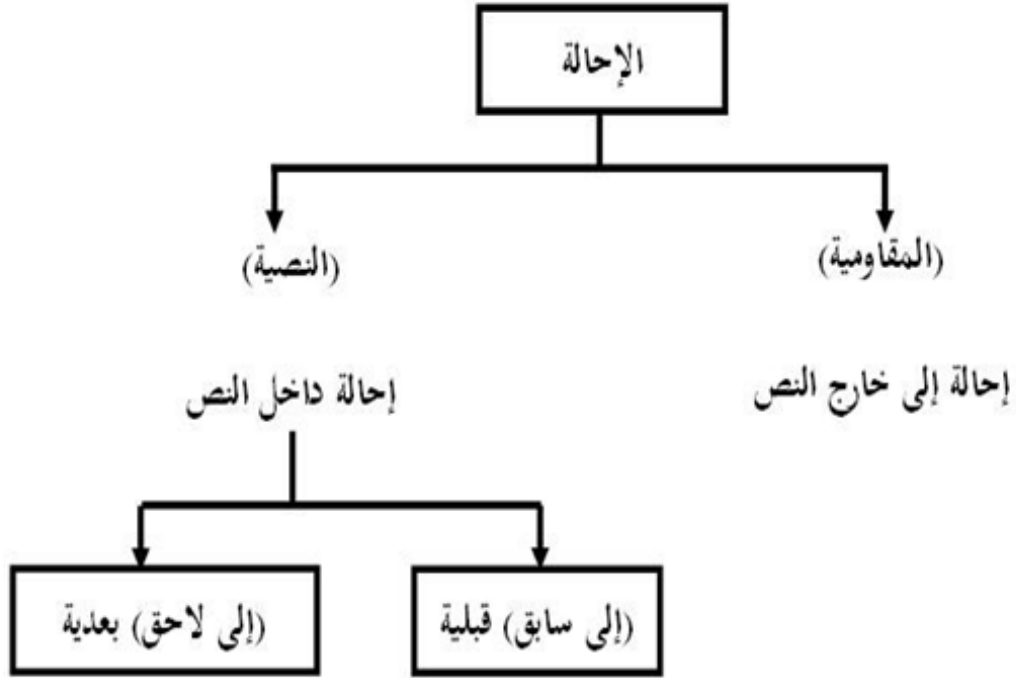 الإحالة
(المقاومية)
(النصية)
إحالة إلى خارج النص
إحالة داخل النص
(إلى سابق) قبلية
(إلى لاحق) بعدية